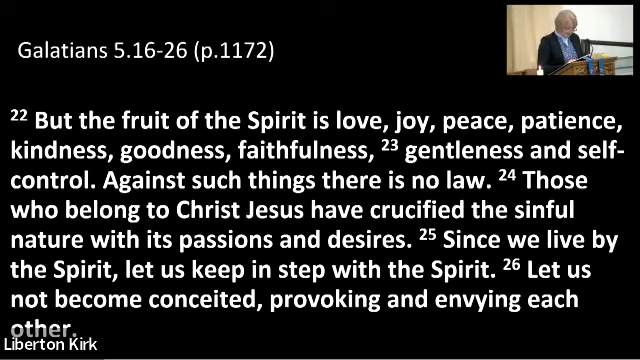 Galatians 5.16-26 (p.1172)
22 But the fruit of the Spirit is love, joy, peace, patience,
kindness, goodness, faithfulness, 23 gentleness and self-
control. Against such things there is no law. 24 Those
who belong to Christ Jesus have crucified the sinful
nature with its passions and desires. 25 Since we live by
the Spirit, let us keep in step with the Spirit. 26 Let us
not become conceited, provoking and envying each
other.
Liberton Kirk